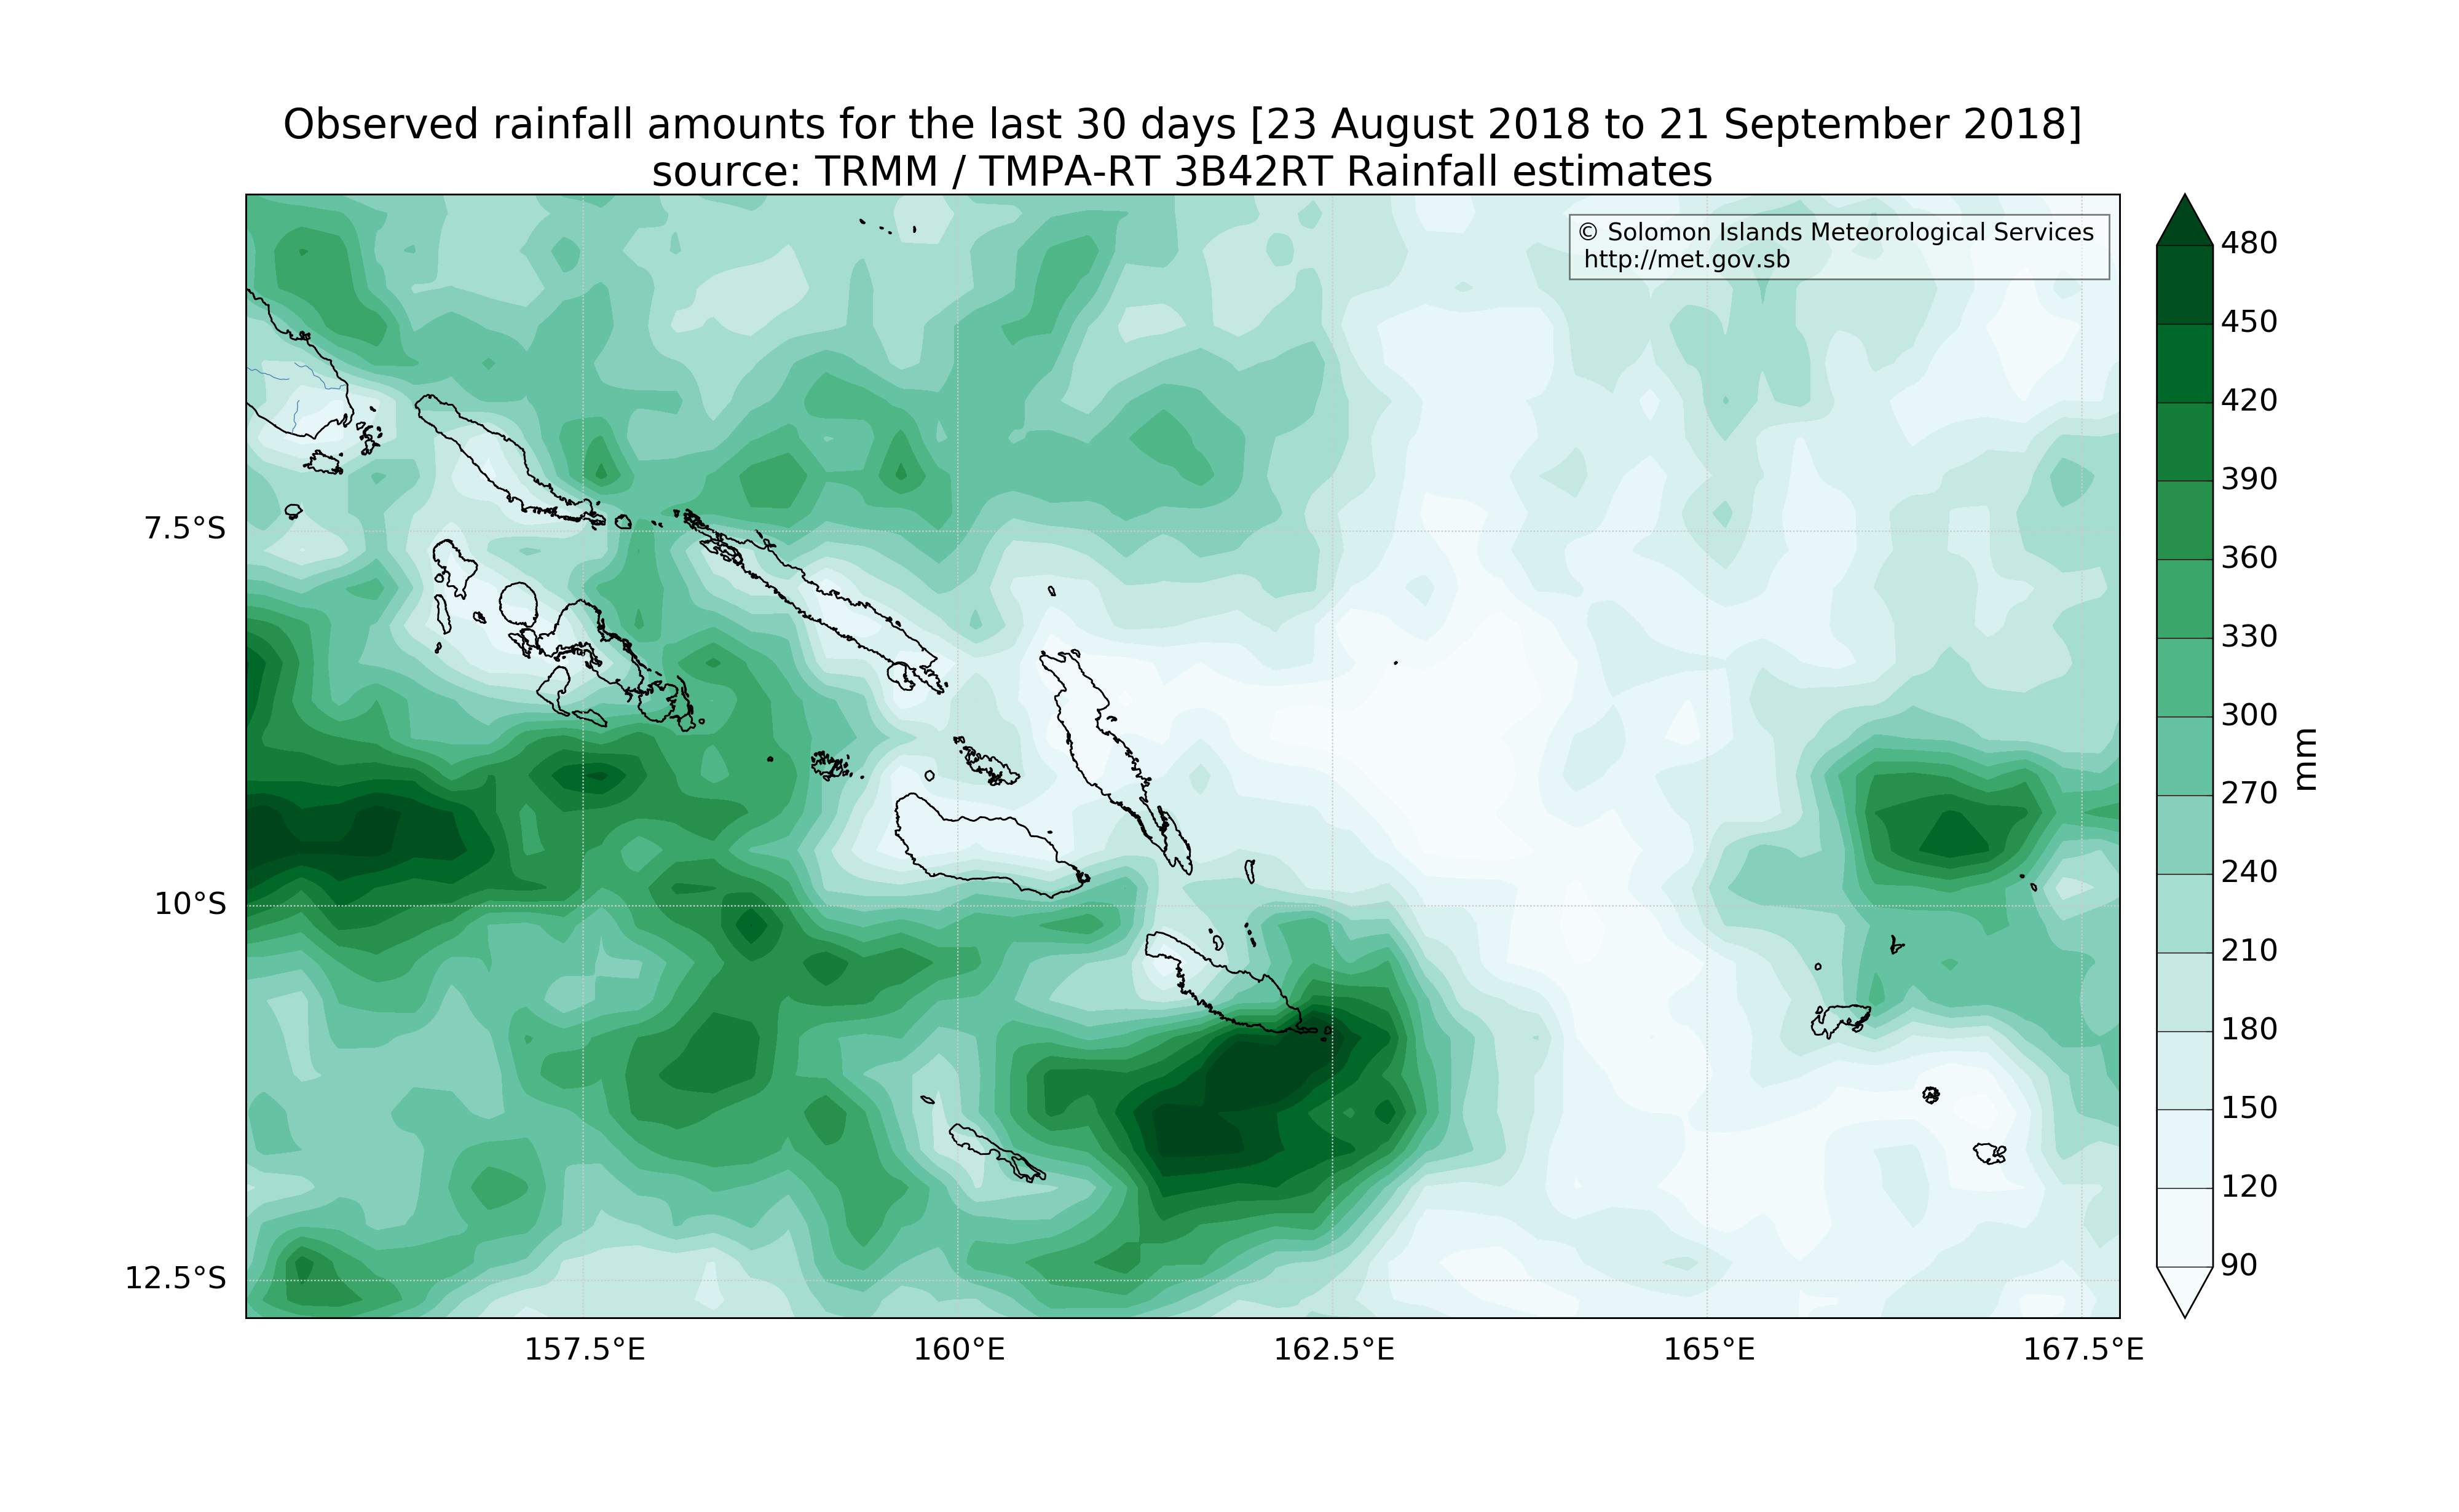 Observed rainfall amounts for the last 30 days [23 August 2018 to 21 September 2018]
source: TRMM / TMPA-RT 3B42RT Rainfall estimates
© Solomon Islands Meteorological Services
http://met.gov.sb
7.5°S
10°S
12.5°S
157.5°E
160°E
162.5°E
165°E
167.5°E
480
450
420
390
360
330
300
270
240
210
180
150
120
90
mm